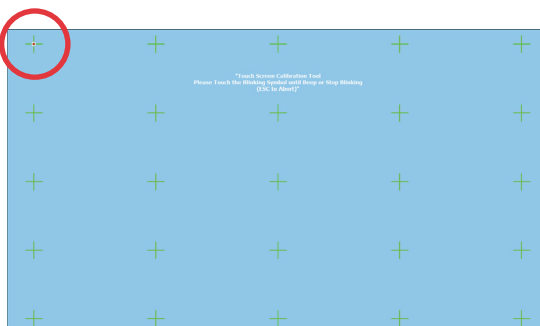 "Touch Screen Calibration Tool
Please Touch the Blinking Symbol until Beep or Stop Blinking
(ESC to Abort)"